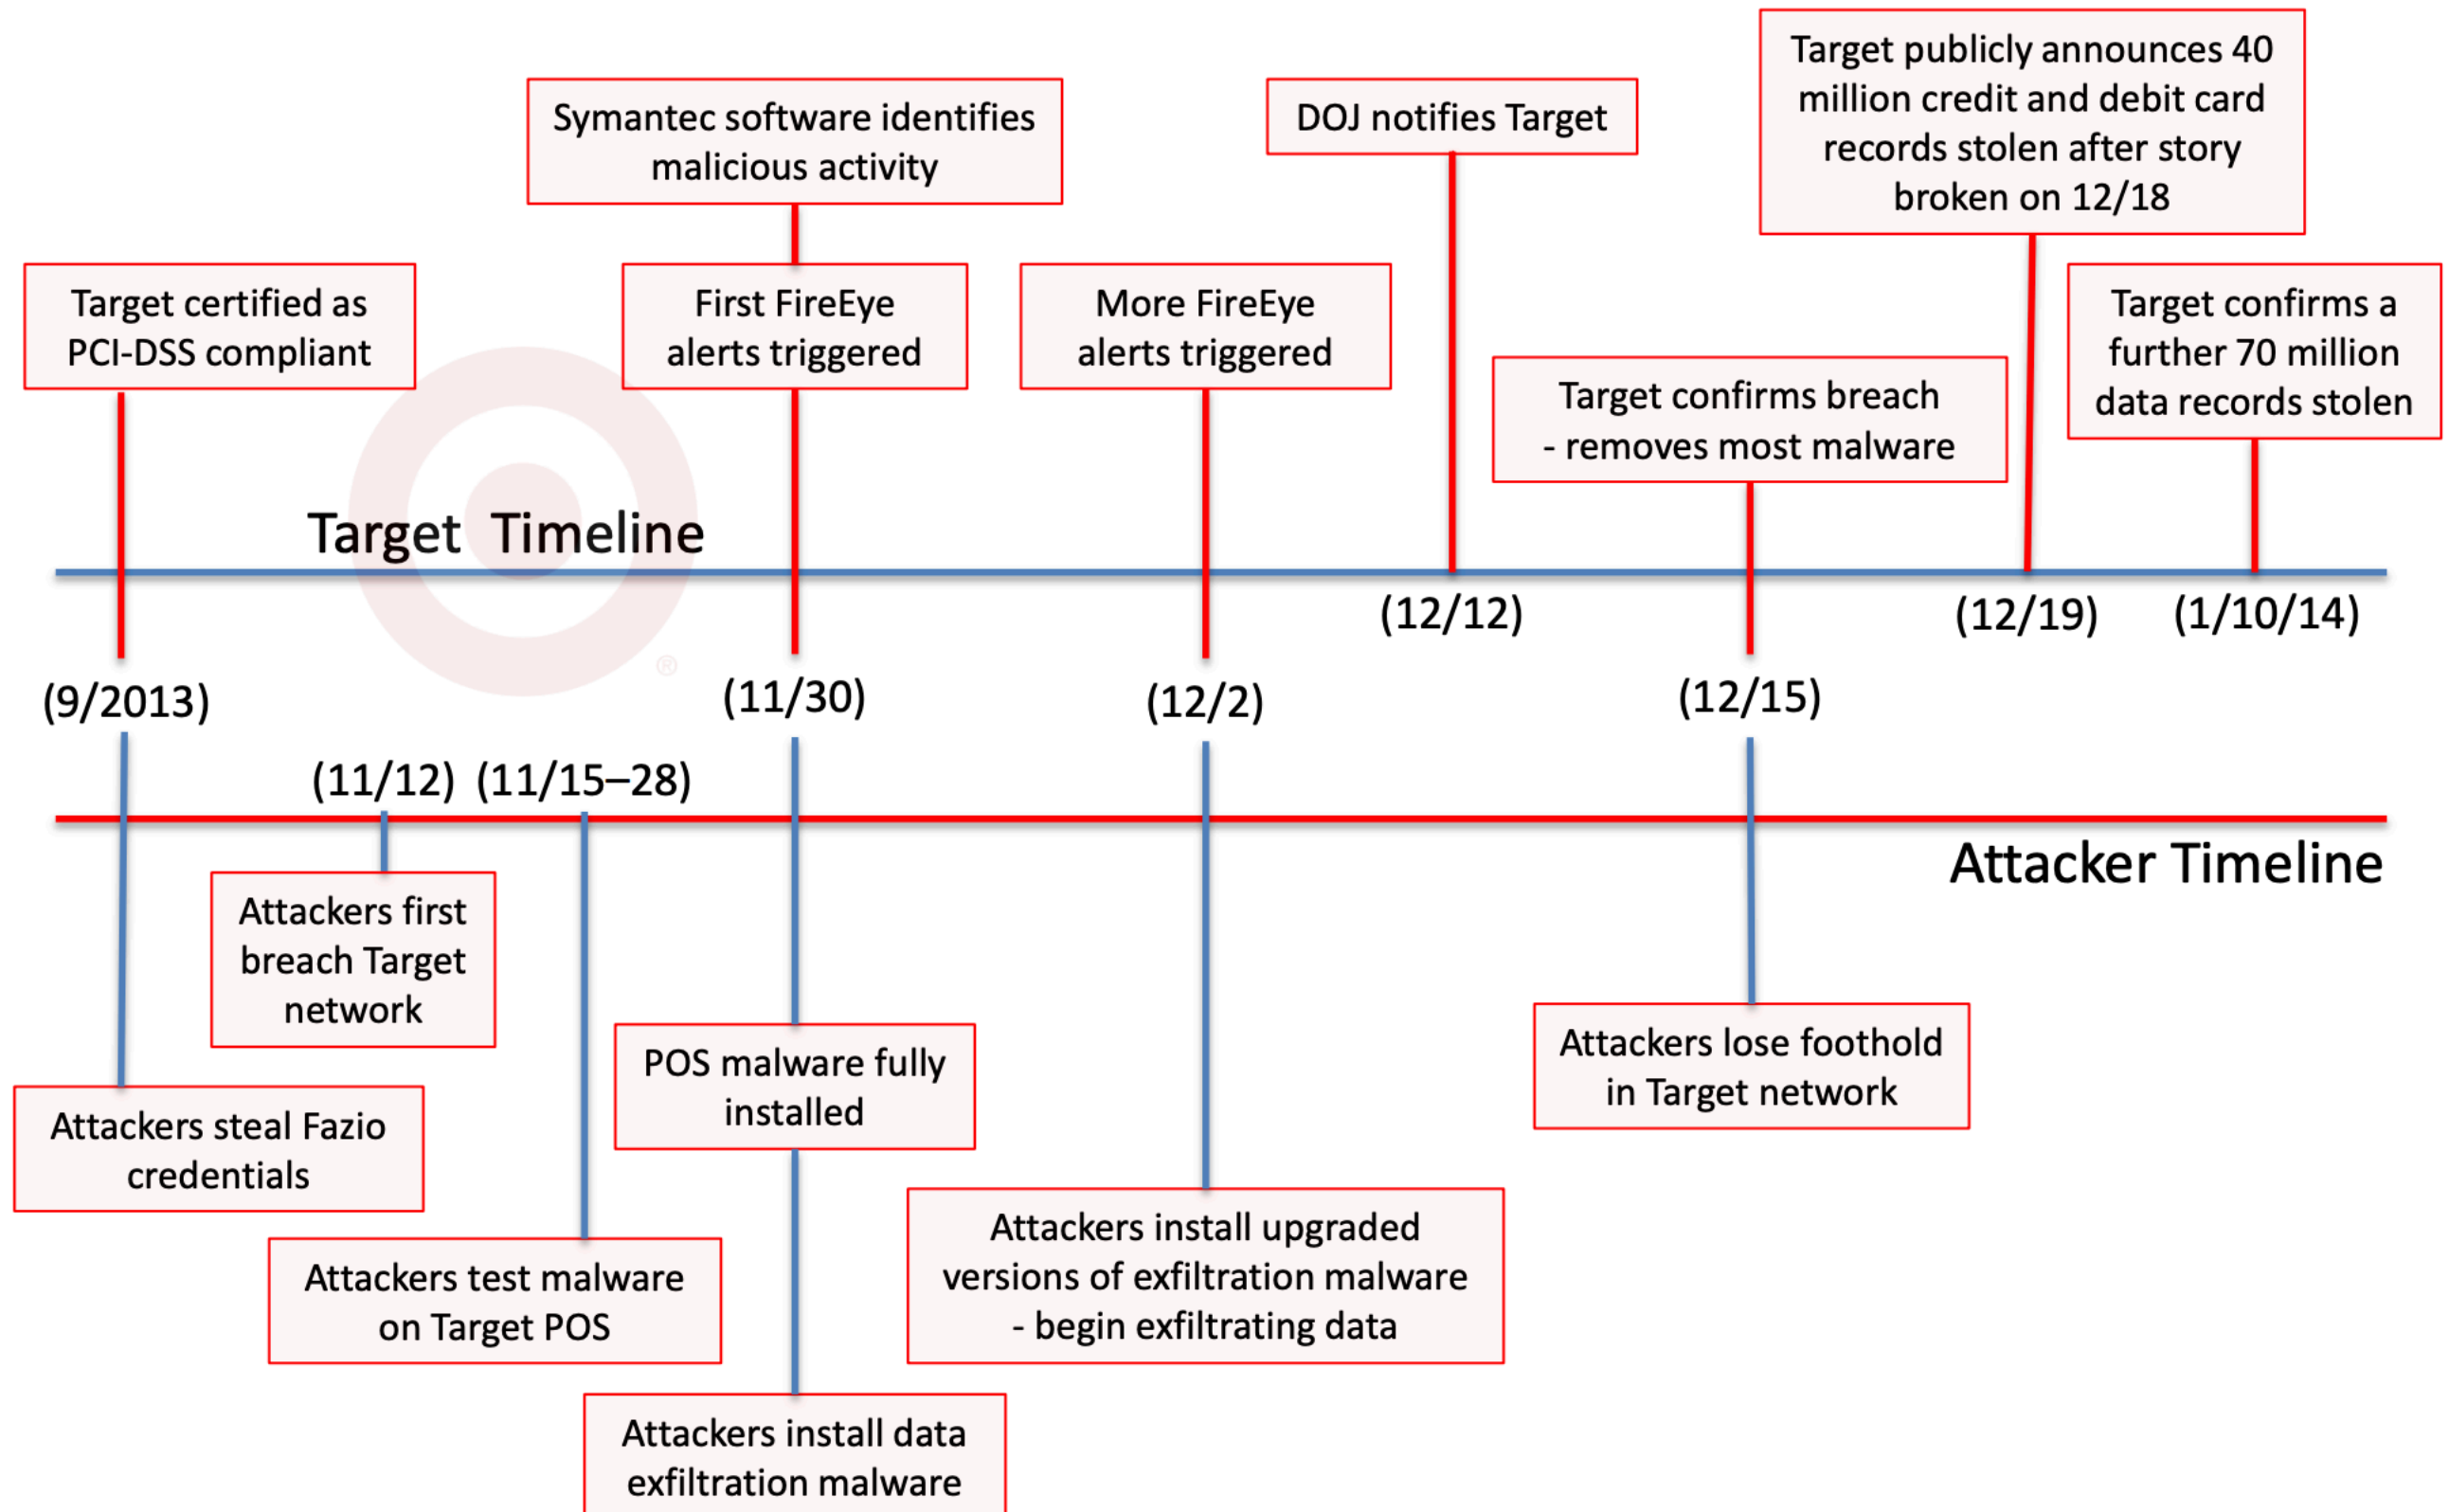 Target publicly announces 40
million credit and debit card
records stolen after story
broken on 12/18
Symantec software identifies
malicious activity
DOJ notifies Target
Target certified as
PCI-DSS compliant
First FireEye
alerts triggered
More FireEye
alerts triggered
Target confirms a
further 70 million
data records stolen
Target confirms breach
- removes most malware
Target Timeline
(12/12)
(12/19)
(1/10/14)
®
(9/2013)
(11/30)
(12/2)
(12/15)
(11/12)
(11/15–28)
Attacker Timeline
Attackers first
breach Target
network
POS malware fully
installed
Attackers lose foothold
in Target network
Attackers steal Fazio
credentials
Attackers install upgraded
versions of exfiltration malware
- begin exfiltrating data
Attackers test malware
on Target POS
Attackers install data
exfiltration malware